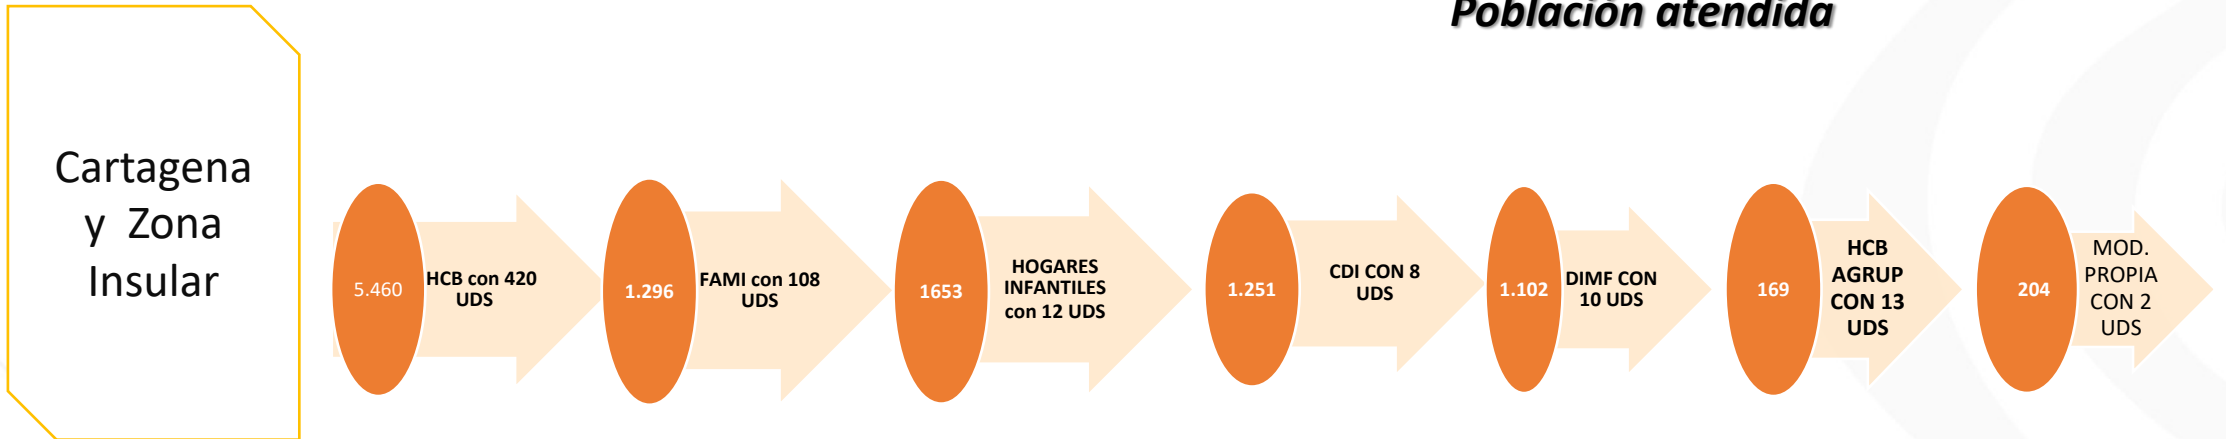 Población atendida
Cartagena
y Zona
Insular
5.460
HCB con 420
UDS
1.296
FAMI con 108
UDS
1653
HOGARES
INFANTILES
con 12 UDS
1.251
CDI CON 8
UDS
1.102
DIMF CON
10 UDS
169
HCB
AGRUP
CON 13
UDS
204
MOD.
PROPIA
CON 2
UDS